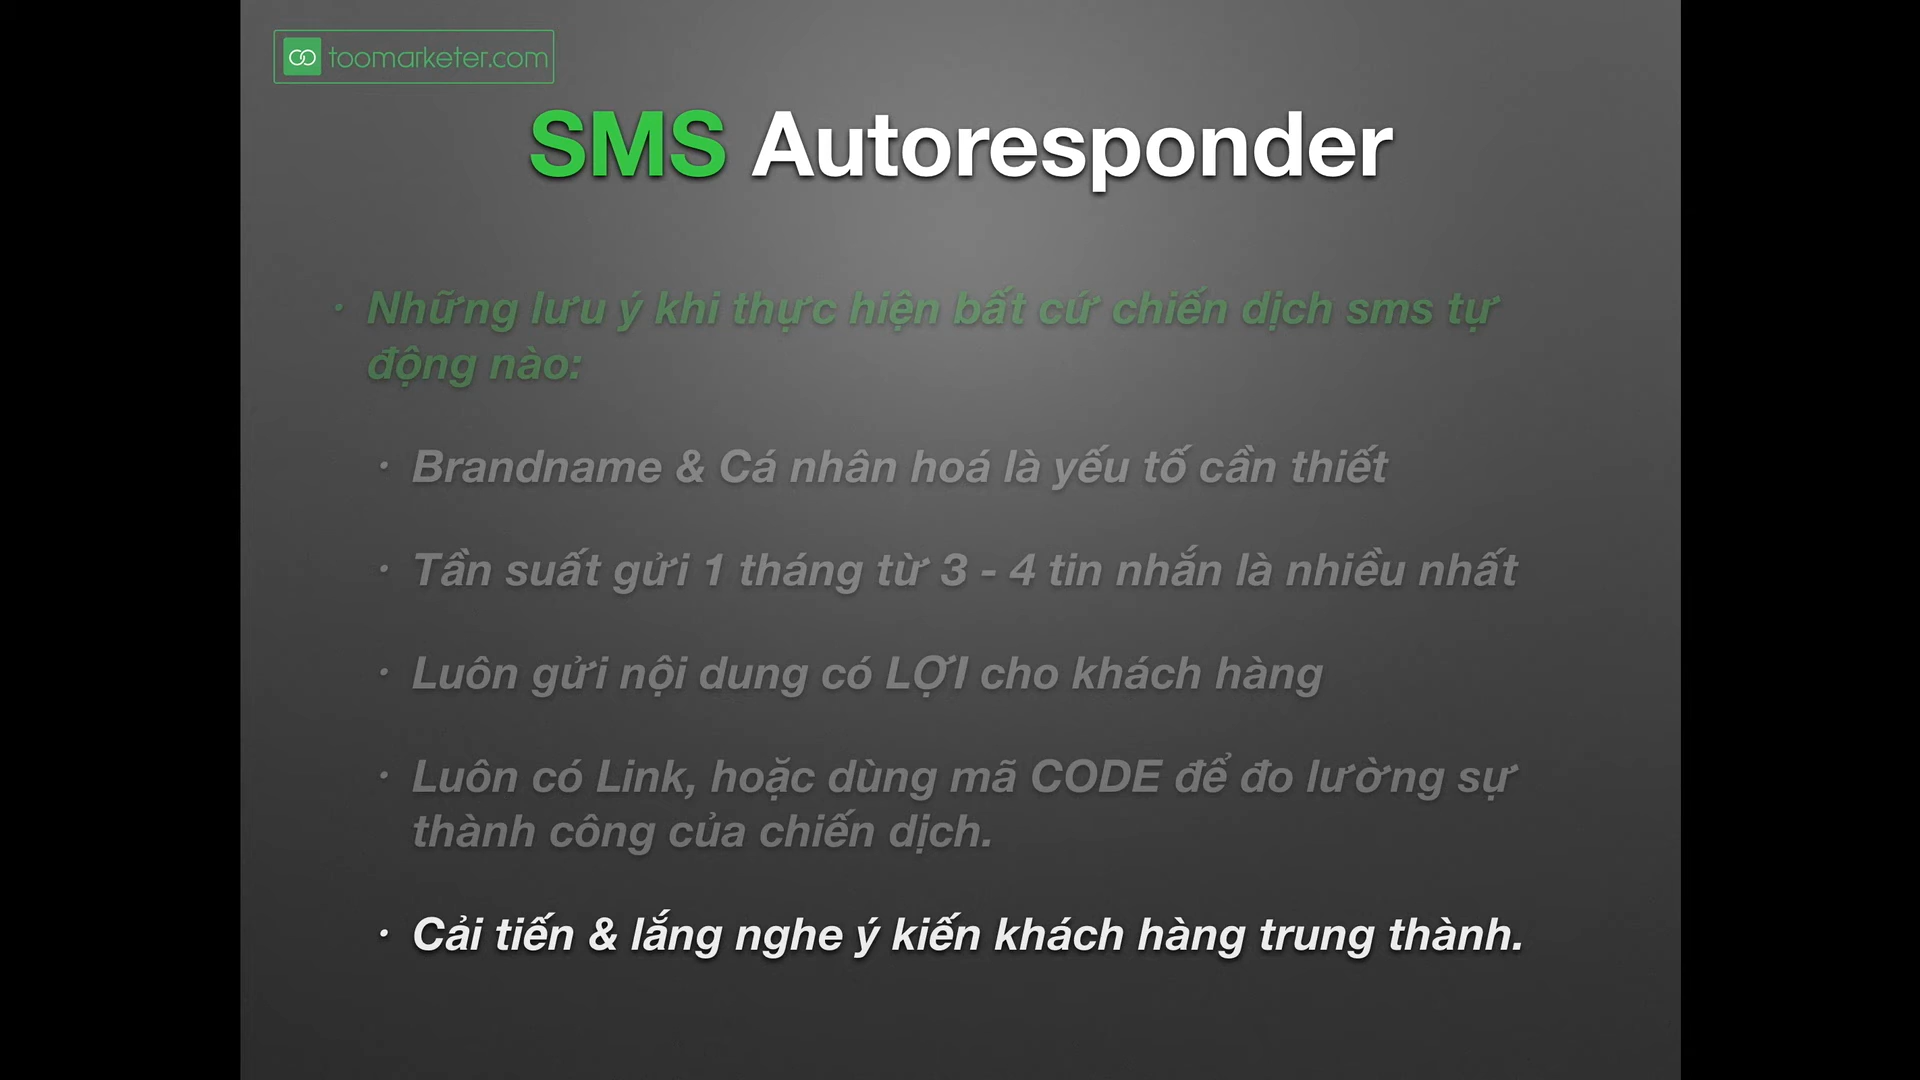 toomarketer.com
SMS Autoresponder
• Những lưu ý khi thực hiện bất cứ chiến dịch sms tự
động nào:
• Brandname & Cá nhân hoá là yếu tố cần thiết
• Tần suất gửi 1 tháng từ 3 - 4 tin nhắn là nhiều nhất
• Luôn gửi nội dung có LỢI cho khách hàng
• Luôn có Link, hoặc dùng mã CODE để đo lường sự
thành công của chiến dịch.
• Cải tiến & lắng nghe ý kiến khách hàng trung thành.